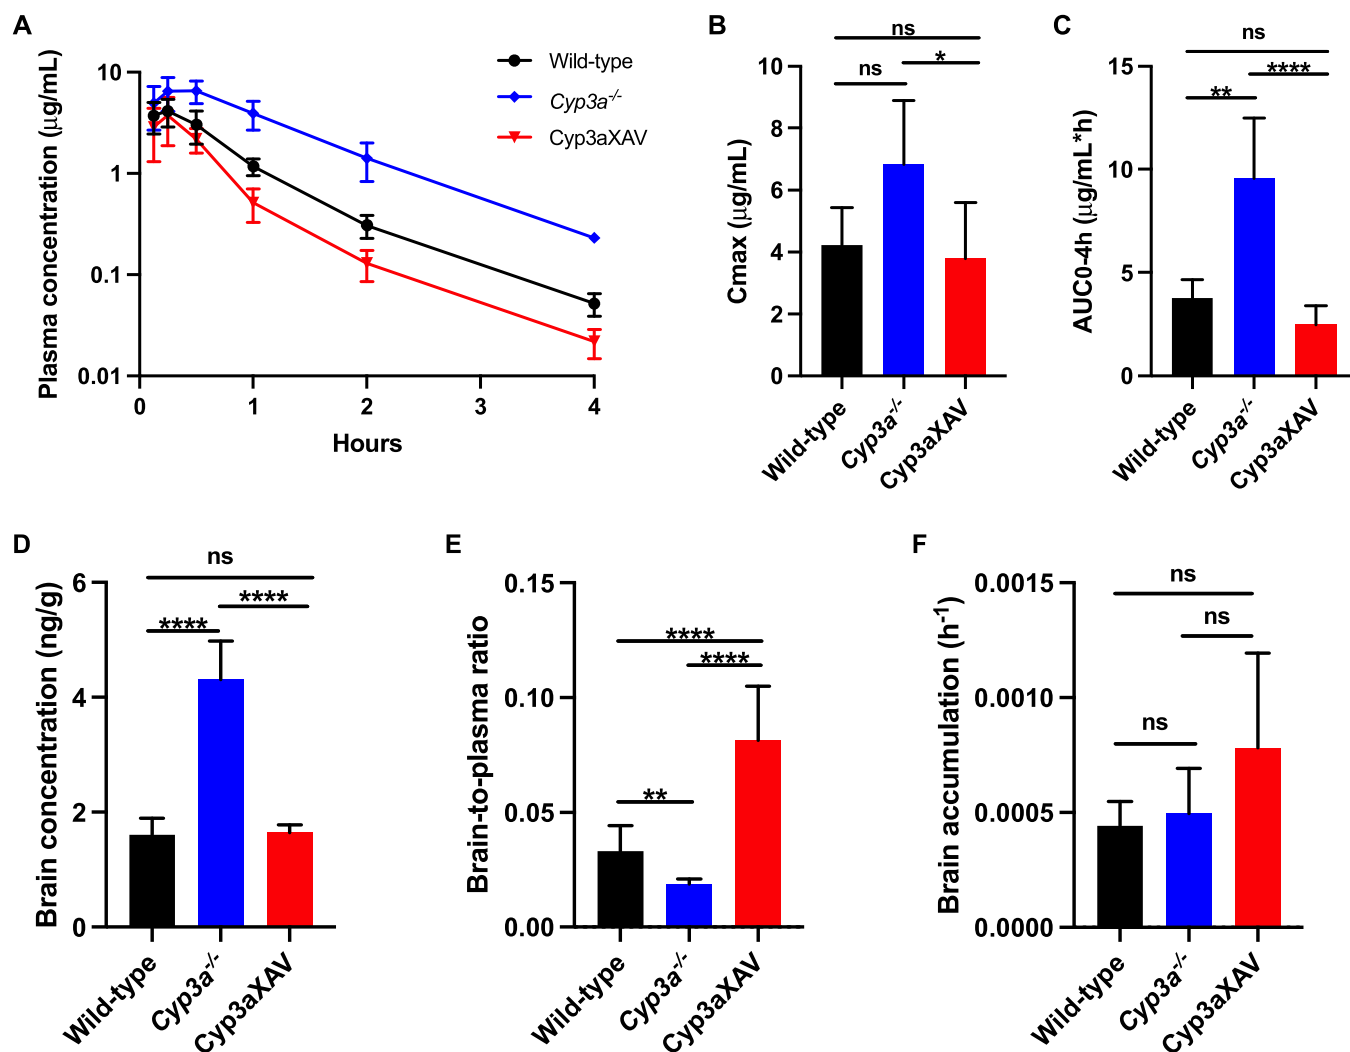 A
Plasma concentration (μg/mL)
10
1
0.1
0.01
0
1
2
3
4
Hours
Wild-type
Cyp3a-/-
Cyp3aXAV
B
Cmax (μg/mL)
10
8
6
4
2
0
ns
ns
*
Wild-type
Cyp3a-/-
Cyp3aXAV
C
AUC0-4h (μg/mL*h)
15
10
5
0
ns
****
**
Wild-type
Cyp3a-/-
Cyp3aXAV
D
Brain concentration (ng/g)
6
4
2
0
ns
****
****
Wild-type
Cyp3a-/-
Cyp3aXAV
E
Brain-to-plasma ratio
0.15
0.10
0.05
0.00
****
****
**
Wild-type
Cyp3a-/-
Cyp3aXAV
F
Brain accumulation (h-1)
0.0015
0.0010
0.0005
0.0000
ns
ns
ns
Wild-type
Cyp3a-/-
Cyp3aXAV